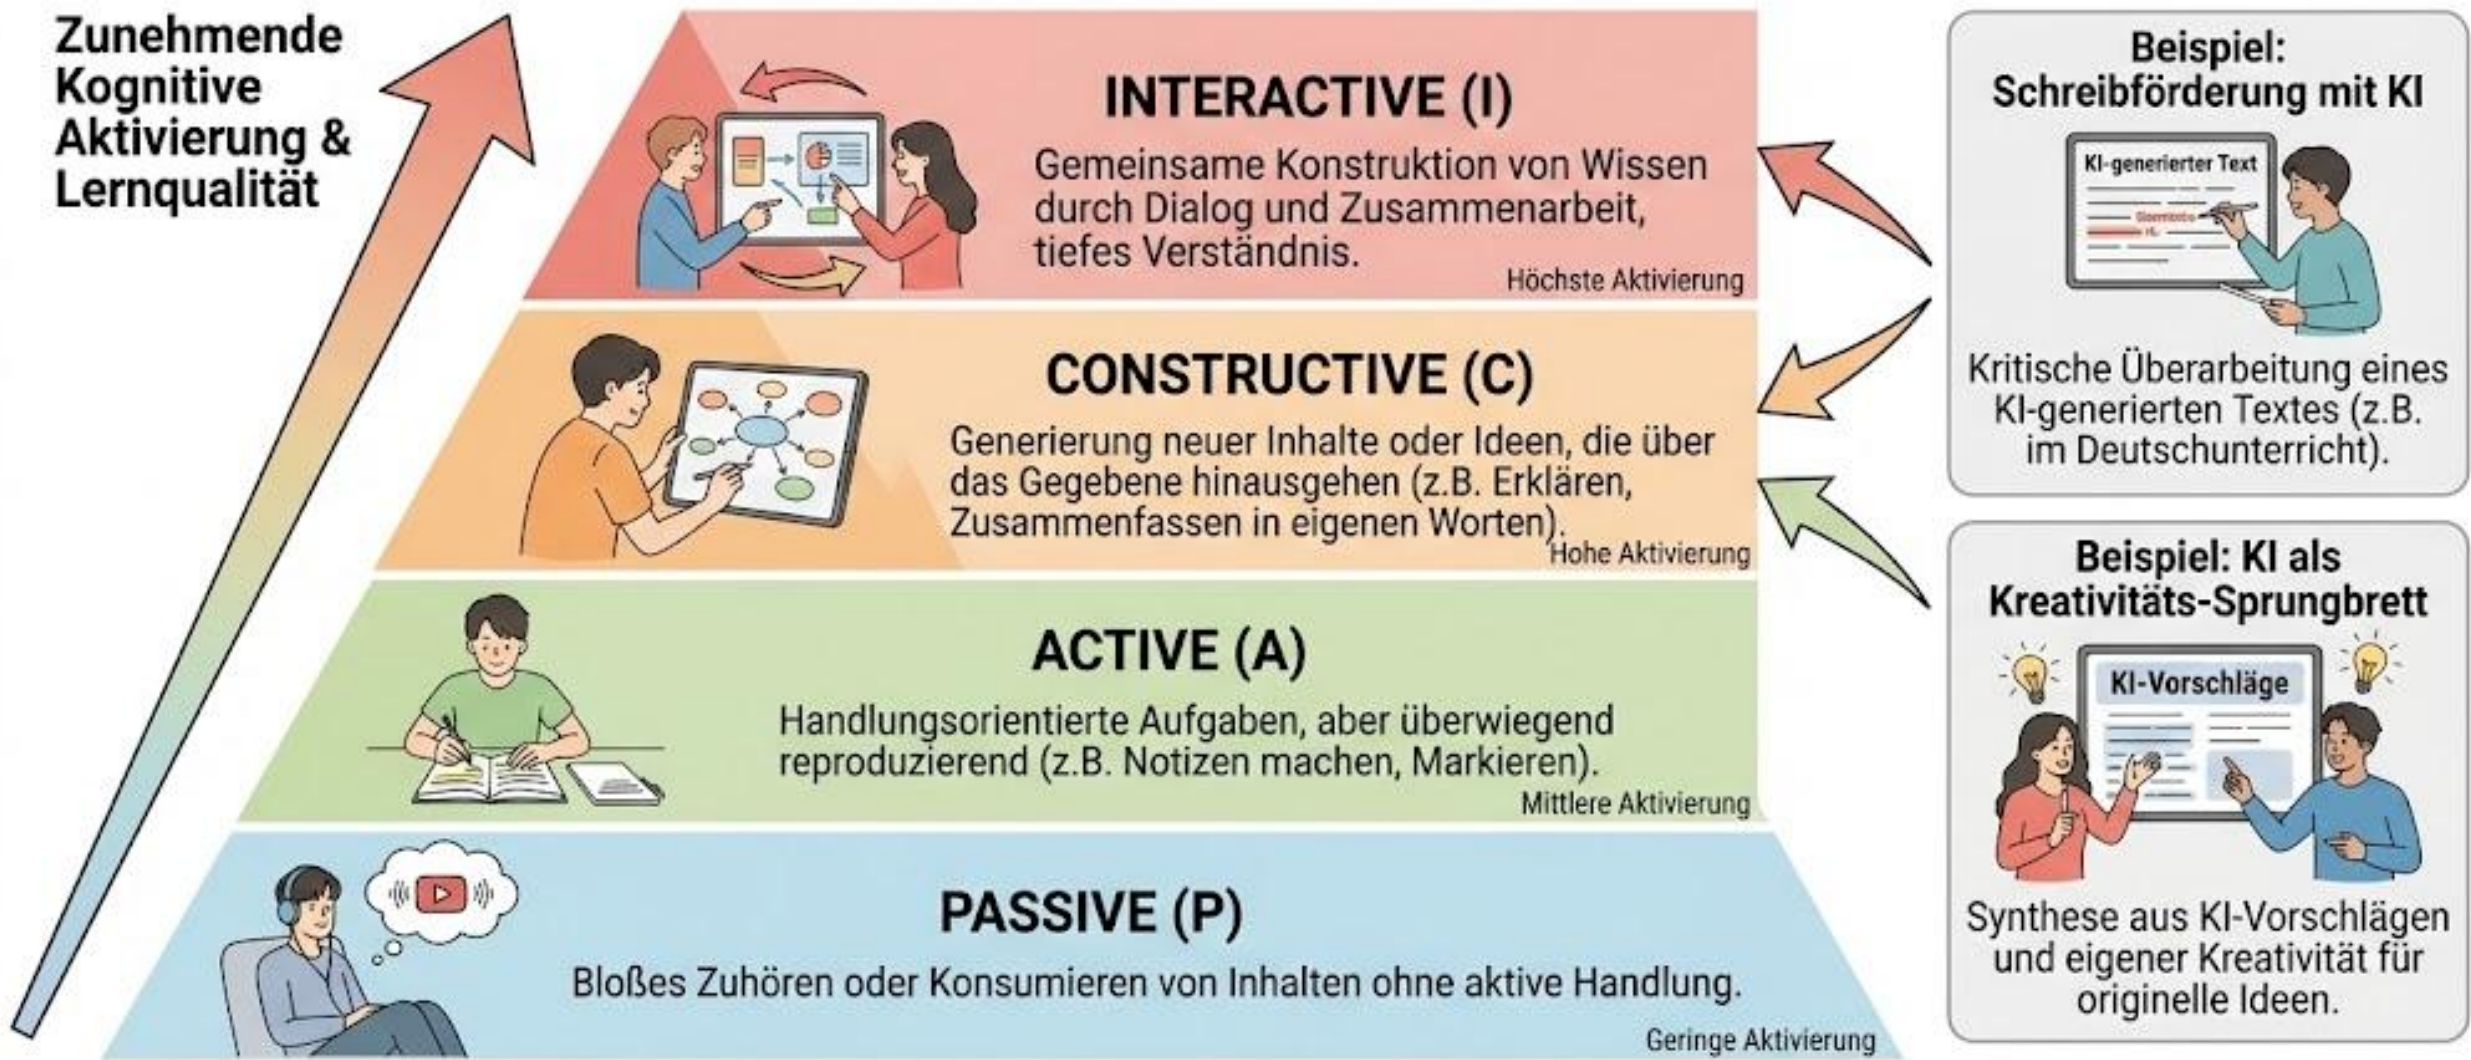 Zunehmende
Kognitive
Aktivierung &
Lernqualität
INTERACTIVE (I)
Gemeinsame Konstruktion von Wissen
durch Dialog und Zusammenarbeit,
tiefes Verständnis.
Höchste Aktivierung
CONSTRUCTIVE (C)
Generierung neuer Inhalte oder Ideen, die über
das Gegebene hinausgehen (z.B. Erklären,
Zusammenfassen in eigenen Worten).
Hohe Aktivierung
ACTIVE (A)
Handlungsorientierte Aufgaben, aber überwiegend
reproduzierend (z.B. Notizen machen, Markieren).
Mittlere Aktivierung
PASSIVE (P)
Bloßes Zuhören oder Konsumieren von Inhalten ohne aktive Handlung.
Geringe Aktivierung
Beispiel:
Schreibförderung mit KI
KI-generierter Text
Kritische Überarbeitung eines
KI-generierten Textes (z.B.
im Deutschunterricht).
Beispiel: KI als
Kreativitäts-Sprungbrett
KI-Vorschläge
Synthese aus KI-Vorschlägen
und eigener Kreativität für
originelle Ideen.